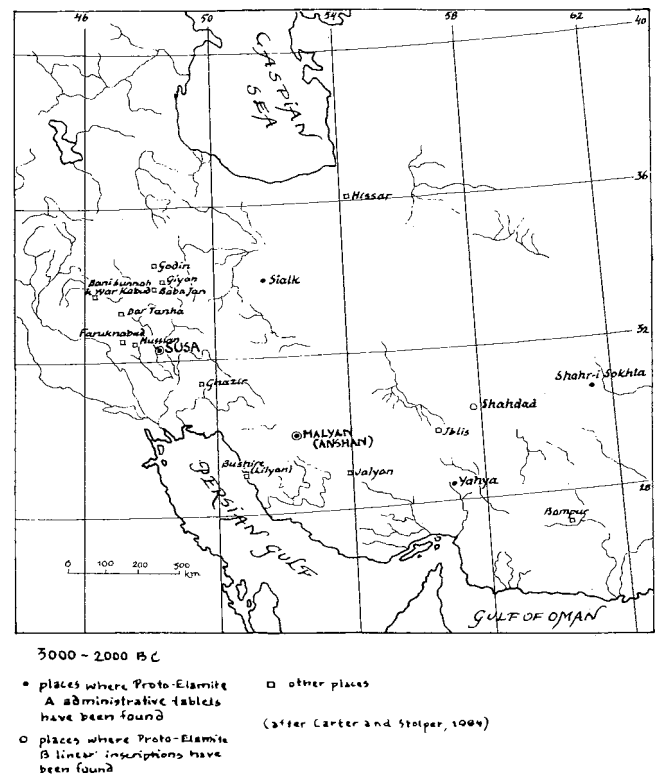 46 50 54 58 62
40
CASPIAN
SEA
36
Hissar
Godin
Giyan
Sialk
Bani Surmah
k. War Kabud Baba Jan
Dar Tanha
32
Farukhabad
Mussian
SUSA
Shahr-i Sokhta
Ghazir
Shahdad
MALYAN
(ANSHAN)
Iblis
PERSIAN GULF
Bushire
(Liyan)
Jalyan
Yahya
28
Bampur
0 100 200 500
km
GULF OF OMAN
3000 ~ 2000 BC
places where Proto-Elamite
A administrative tablets
have been found
places where Proto-Elamite
B 'linear' inscriptions have
been found
other places
(after Carter and Stolper, 1984)